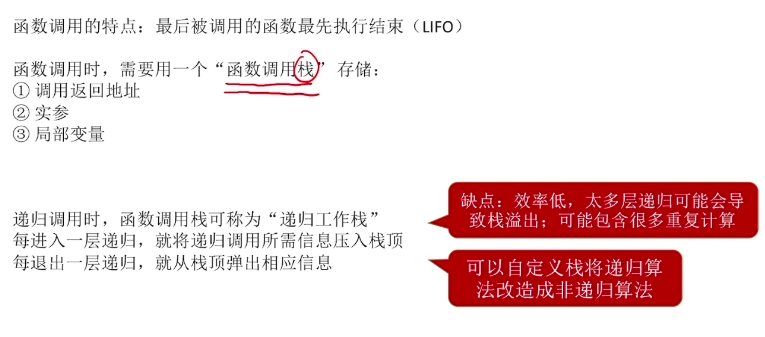 函数调用的特点：最后被调用的函数最先执行结束（LIFO）
函数调用时，需要用一个“函数调用栈”存储：
① 调用返回地址
② 实参
③ 局部变量
递归调用时，函数调用栈可称为“递归工作栈”
每进入一层递归，就将递归调用所需信息压入栈顶
每退出一层递归，就从栈顶弹出相应信息
缺点：效率低，太多层递归可能会导
致栈溢出；可能包含很多重复计算
可以自定义栈将递归算
法改造成非递归算法